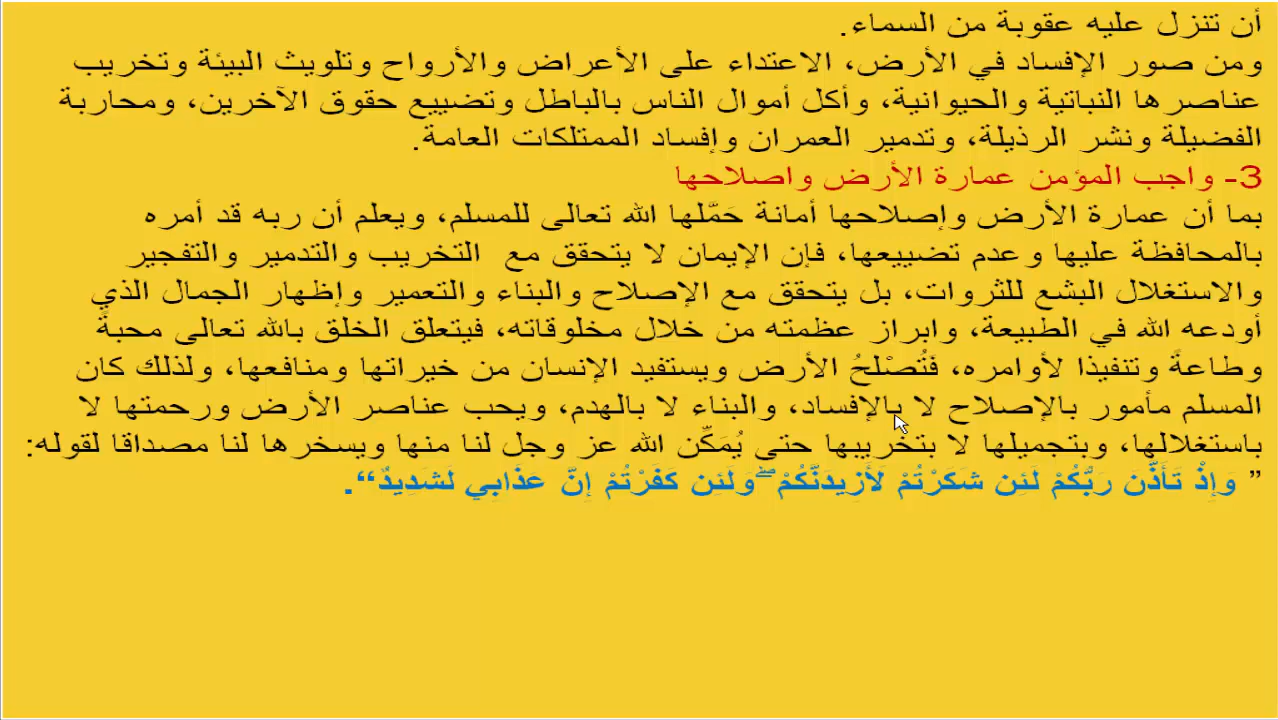 أن تنزل عليه عقوبة من السماء.
ومن صور الإفساد في الأرض، الاعتداء على الأعراض والأرواح وتلويث البيئة وتخريب
عناصرها النباتية والحيوانية، وأكل أموال الناس بالباطل وتضييع حقوق الآخرين، ومحاربة
الفضيلة ونشر الرذيلة، وتدمير العمران وإفساد الممتلكات العامة.
3- واجب المؤمن عمارة الأرض واصلاحها
بما أن عمارة الأرض وإصلاحها أمانة حَمَّلها الله تعالى للمسلم، ويعلم أن ربه قد أمره
بالمحافظة عليها وعدم تضييعها، فإن الإيمان لا يتحقق مع التخريب والتدمير والتفجير
والاستغلال البشع للثروات، بل يتحقق مع الإصلاح والبناء والتعمير وإظهار الجمال الذي
أودعه الله في الطبيعة، وابراز عظمته من خلال مخلوقاته، فيتعلق الخلق بالله تعالى محبةً
وطاعةً وتنفيذا لأوامره، فَتُصْلحُ الأرض ويستفيد الإنسان من خيراتها ومنافعها، ولذلك كان
المسلم مأمور بالإصلاح لا بالإفساد، والبناء لا بالهدم، ويحب عناصر الأرض ورحمتها لا
باستغلالها، وبتجميلها لا بتخريبها حتى يُمَكِّن الله عز وجل لنا منها ويسخرها لنا مصداقا لقوله:
” وَإِذْ تَأَذَّنَ رَبُّكُمْ لَئِن شَكَرْتُمْ لَأَزِيدَنَّكُمْ ۖ وَلَئِن كَفَرْتُمْ إِنَّ عَذَابِي لَشَدِيدٌ“.